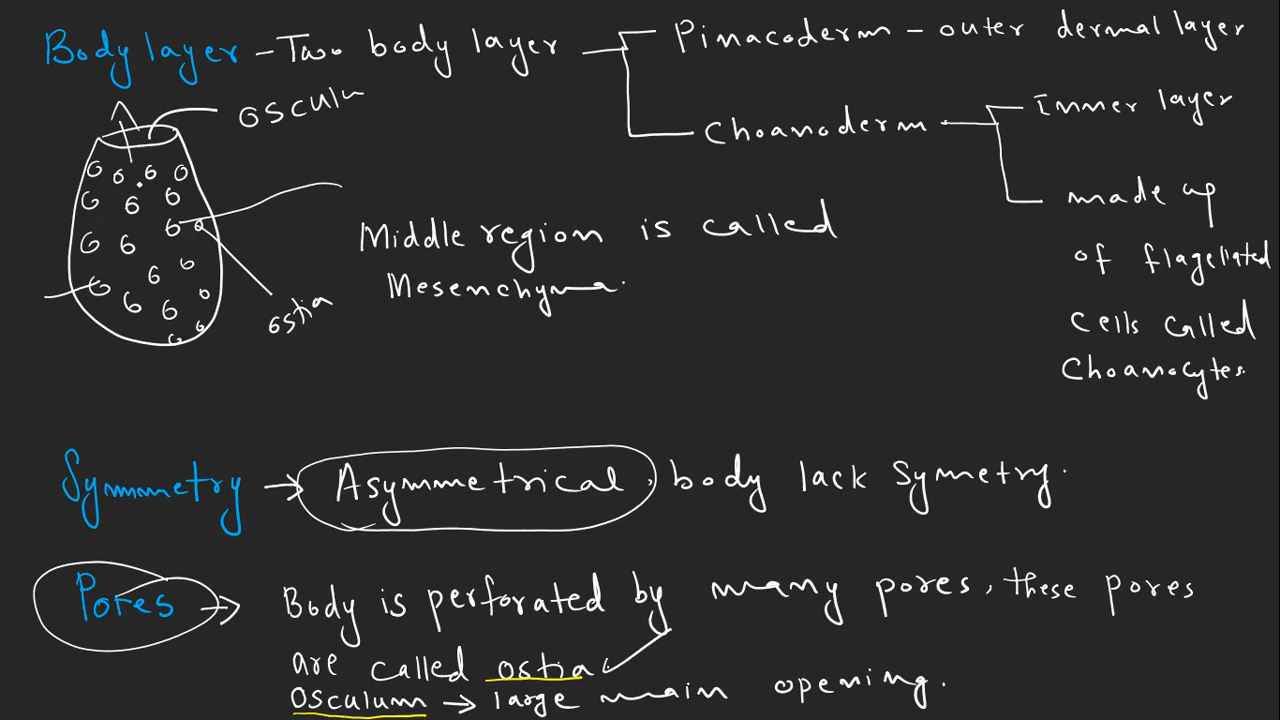 Body layer - Two body layer
Pinacoderm - outer dermal layer
Choanoderm
Inner layer
made up
of flagellated
cells called
Choanocytes.
osculu
ostia
Middle region is called
Mesenchyma.
Symmetry → Asymmetrical, body lack Symetry.
Pores → Body is perforated by many pores, these pores
are called ostia
Osculum → large main opening.